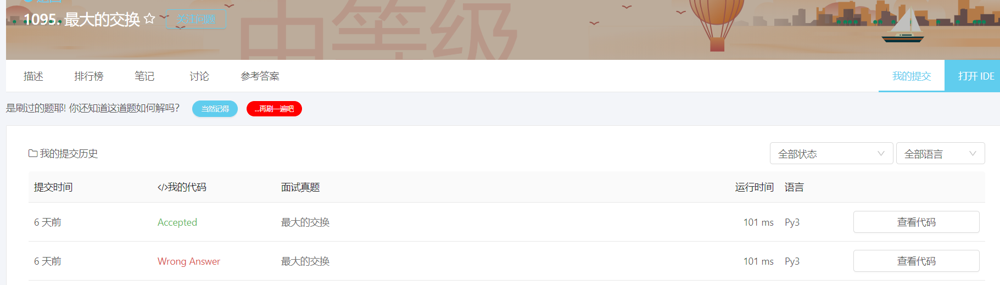 1095. 最大的交换
中等级
描述 排行榜 笔记 讨论 参考答案 我的提交 打开 IDE
是刷过的题耶! 你还知道这道题如何解吗? 当然记得 ...再刷一遍吧
我的提交历史 全部状态 全部语言
提交时间 </>我的代码 面试真题 运行时间 语言
6 天前 Accepted 最大的交换 101 ms Py3 查看代码
6 天前 Wrong Answer 最大的交换 101 ms Py3 查看代码